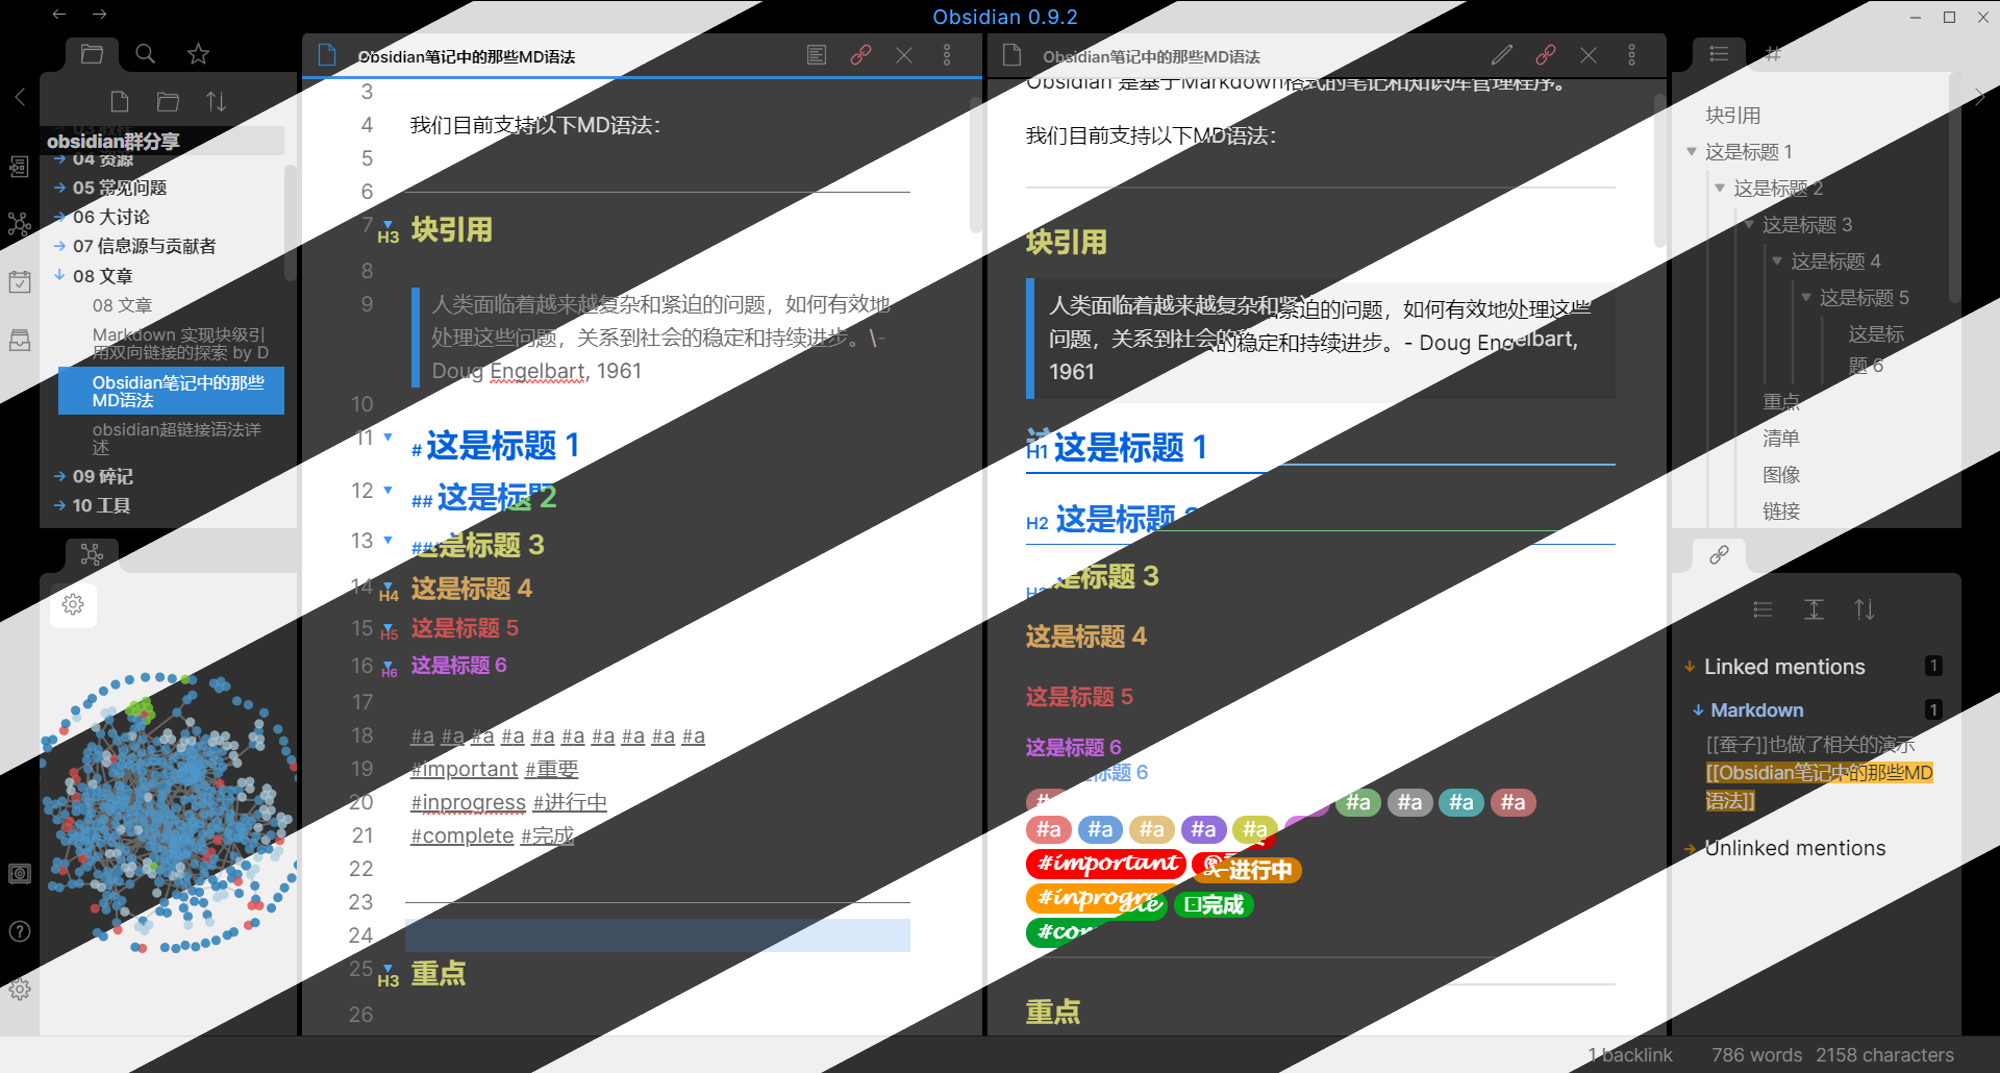 Obsidian 0.9.2
obsidian群分享
04 资源
05 常见问题
06 大讨论
07 信息源与贡献者
08 文章
08 文章
Markdown 实现块级引
用双向链接的探索 by D
Obsidian笔记中的那些
MD语法
obsidian超链接语法详
述
09 碎记
10 工具
Obsidian笔记中的那些MD语法
3
4 我们目前支持以下MD语法：
5
6
7 H3 块引用
8
9 人类面临着越来越复杂和紧迫的问题，如何有效地
处理这些问题，关系到社会的稳定和持续进步。\-
Doug Engelbart, 1961
10
11 # 这是标题 1
12 ## 这是标题 2
13 ### 这是标题 3
14 H4 这是标题 4
15 H5 这是标题 5
16 H6 这是标题 6
17
18 #a #a #a #a #a #a #a #a #a #a
19 #important #重要
20 #inprogress #进行中
21 #complete #完成
22
23
24
25 H3 重点
26
Obsidian笔记中的那些MD语法
Obsidian 是基于Markdown格式的笔记和知识库管理程序。
我们目前支持以下MD语法：
块引用
人类面临着越来越复杂和紧迫的问题，如何有效地处理这些
问题，关系到社会的稳定和持续进步。- Doug Engelbart,
1961
H1 这是标题 1
H2 这是标题
这是标题 3
这是标题 4
这是标题 5
这是标题 6
标题 6
#a #a #a #a
#a #a #a #a #a
#important
进行中
#inprogre
完成
#com
重点
#
块引用
这是标题 1
这是标题 2
这是标题 3
这是标题 4
这是标题 5
这是标
题 6
重点
清单
图像
链接
Linked mentions 1
Markdown 1
[[蚕子]]也做了相关的演示
[[Obsidian笔记中的那些MD
语法]]
Unlinked mentions
1 backlink 786 words 2158 characters